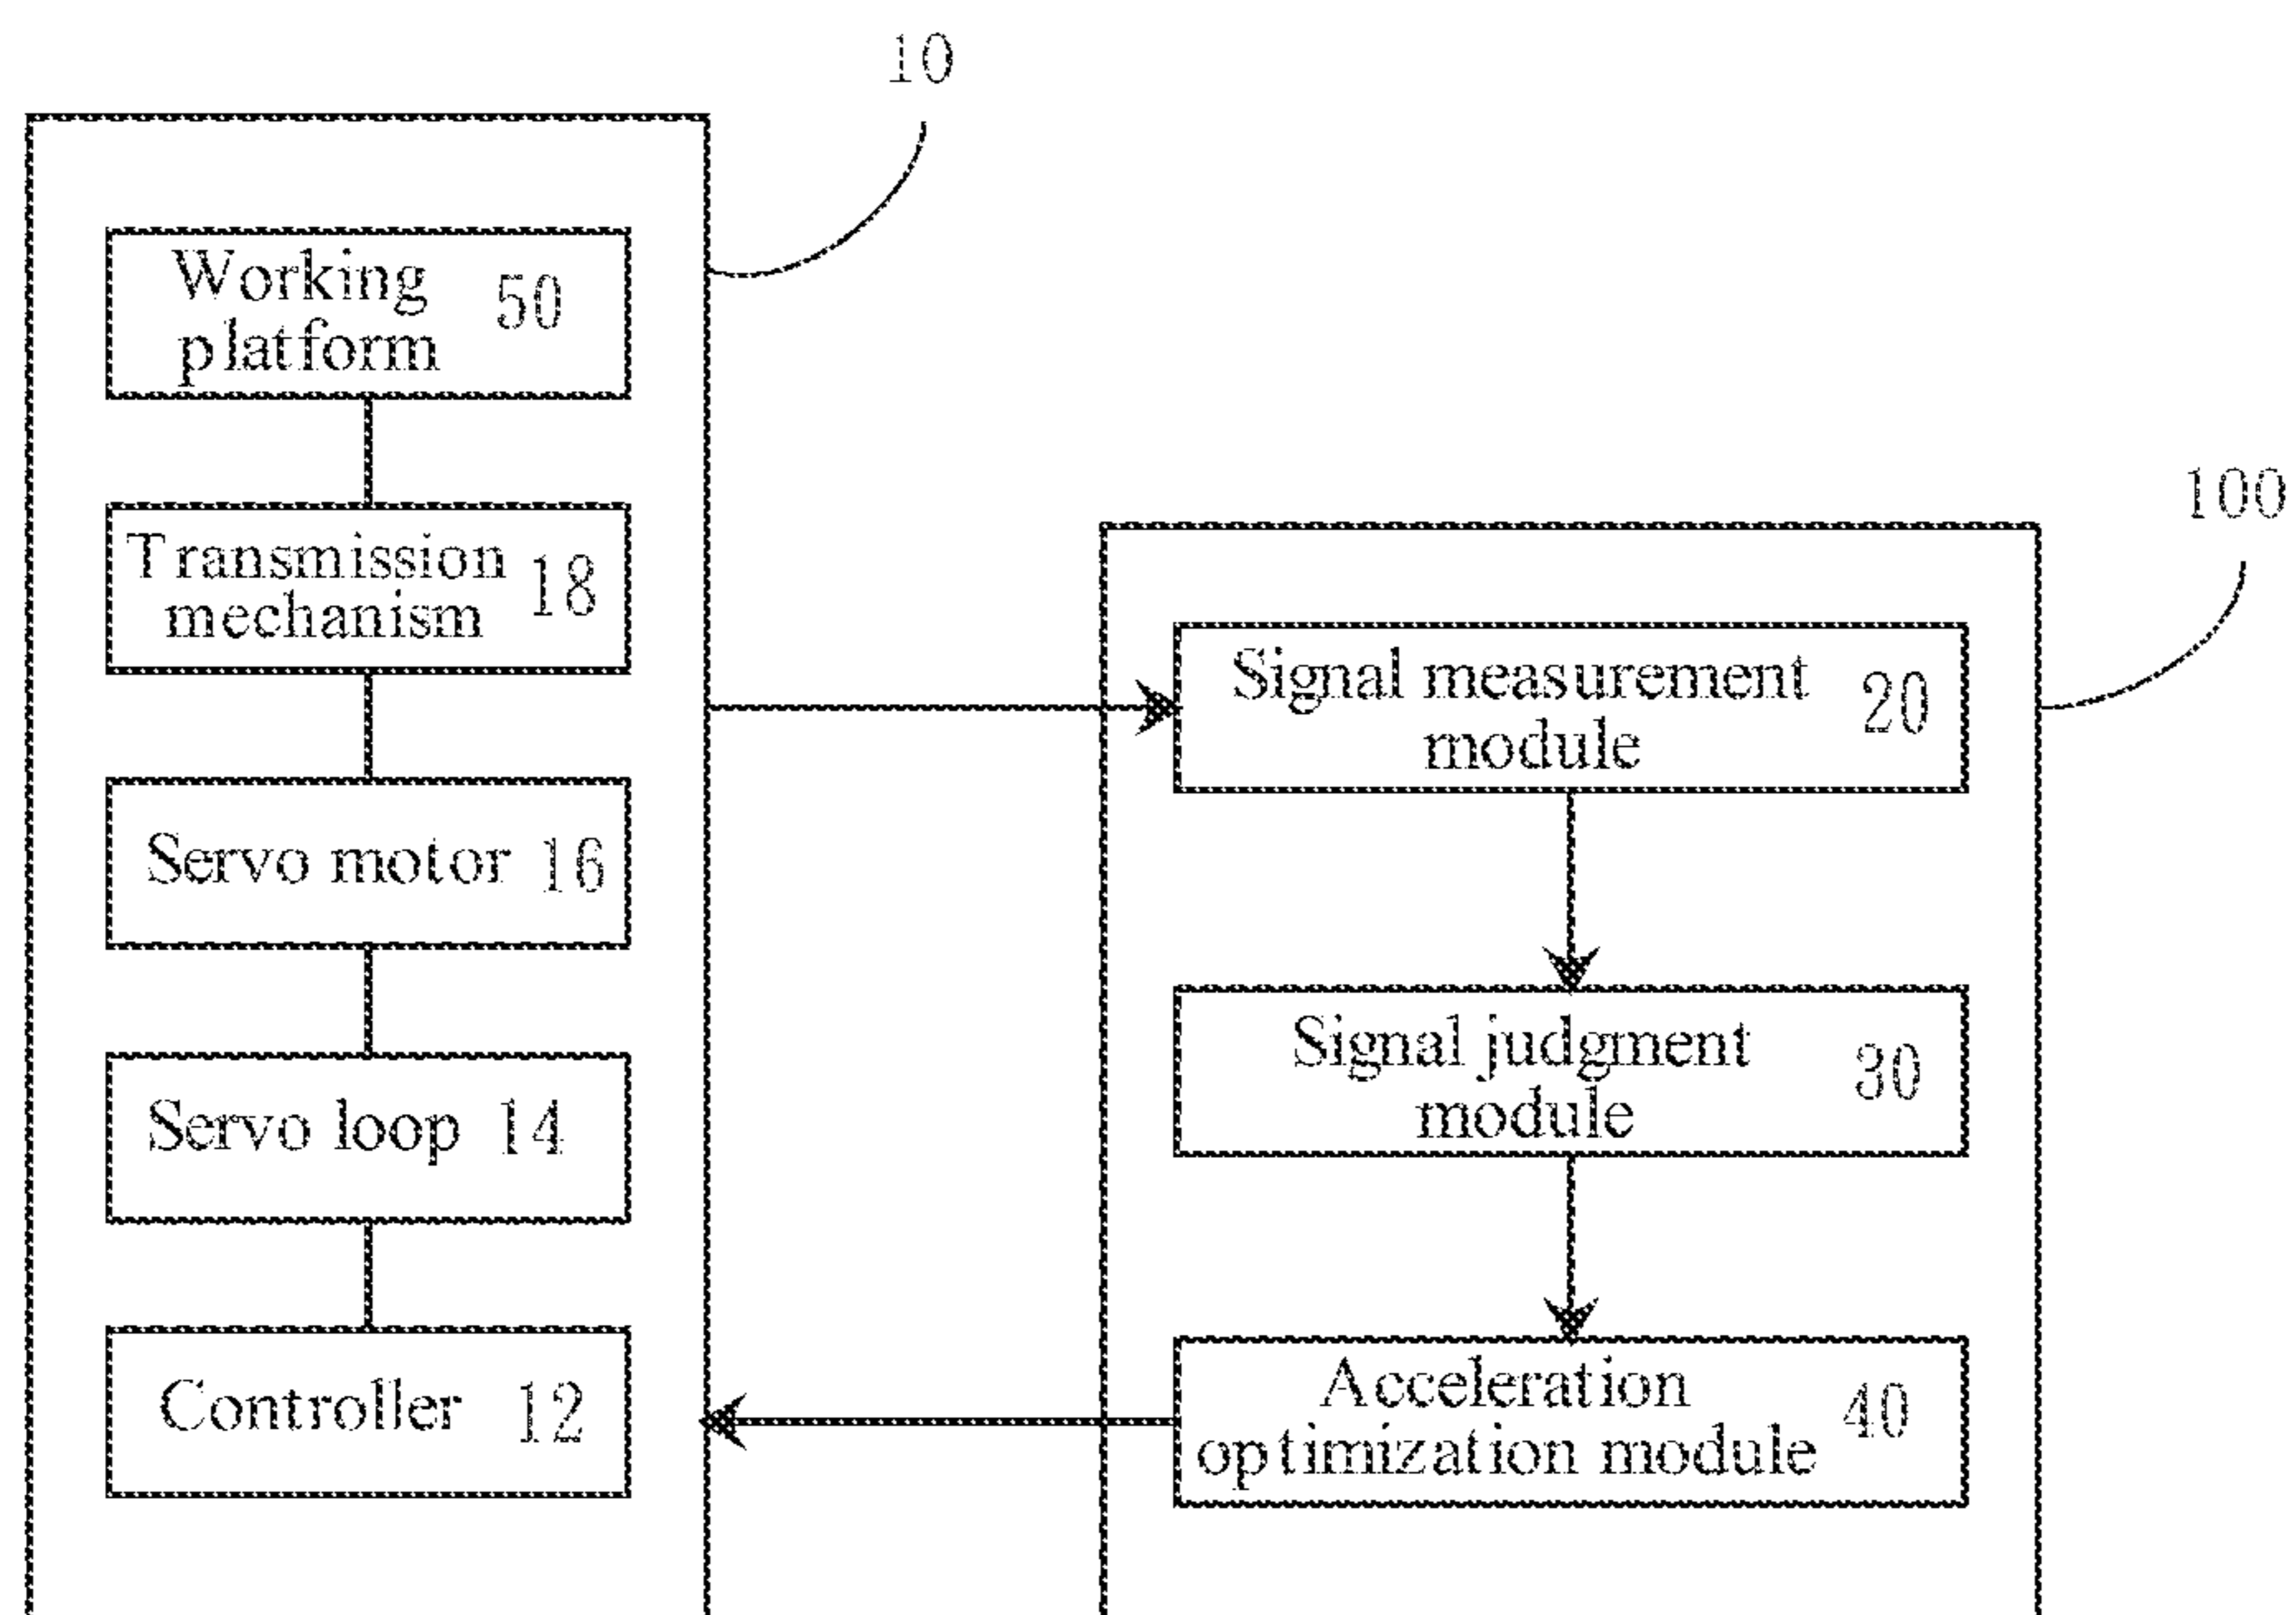 10
Working
platform 50
Transmission
mechanism 18
Servo motor 16
Servo loop 14
Controller 12
100
Signal measurement
module 20
Signal judgment
module 30
Acceleration
optimization module 40